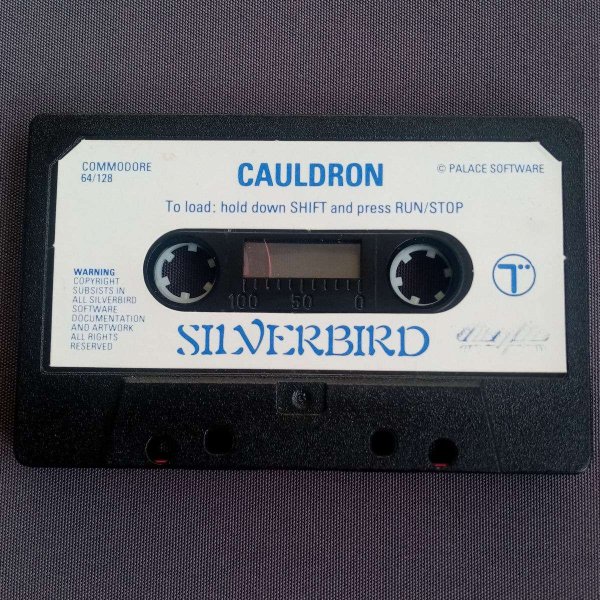 COMMODORE
64/128
CAULDRON
© PALACE SOFTWARE
To load: hold down SHIFT and press RUN/STOP
100 50 0
WARNING
COPYRIGHT
SUBSISTS IN
ALL SILVERBIRD
SOFTWARE
DOCUMENTATION
AND ARTWORK
ALL RIGHTS
RESERVED
SILVERBIRD